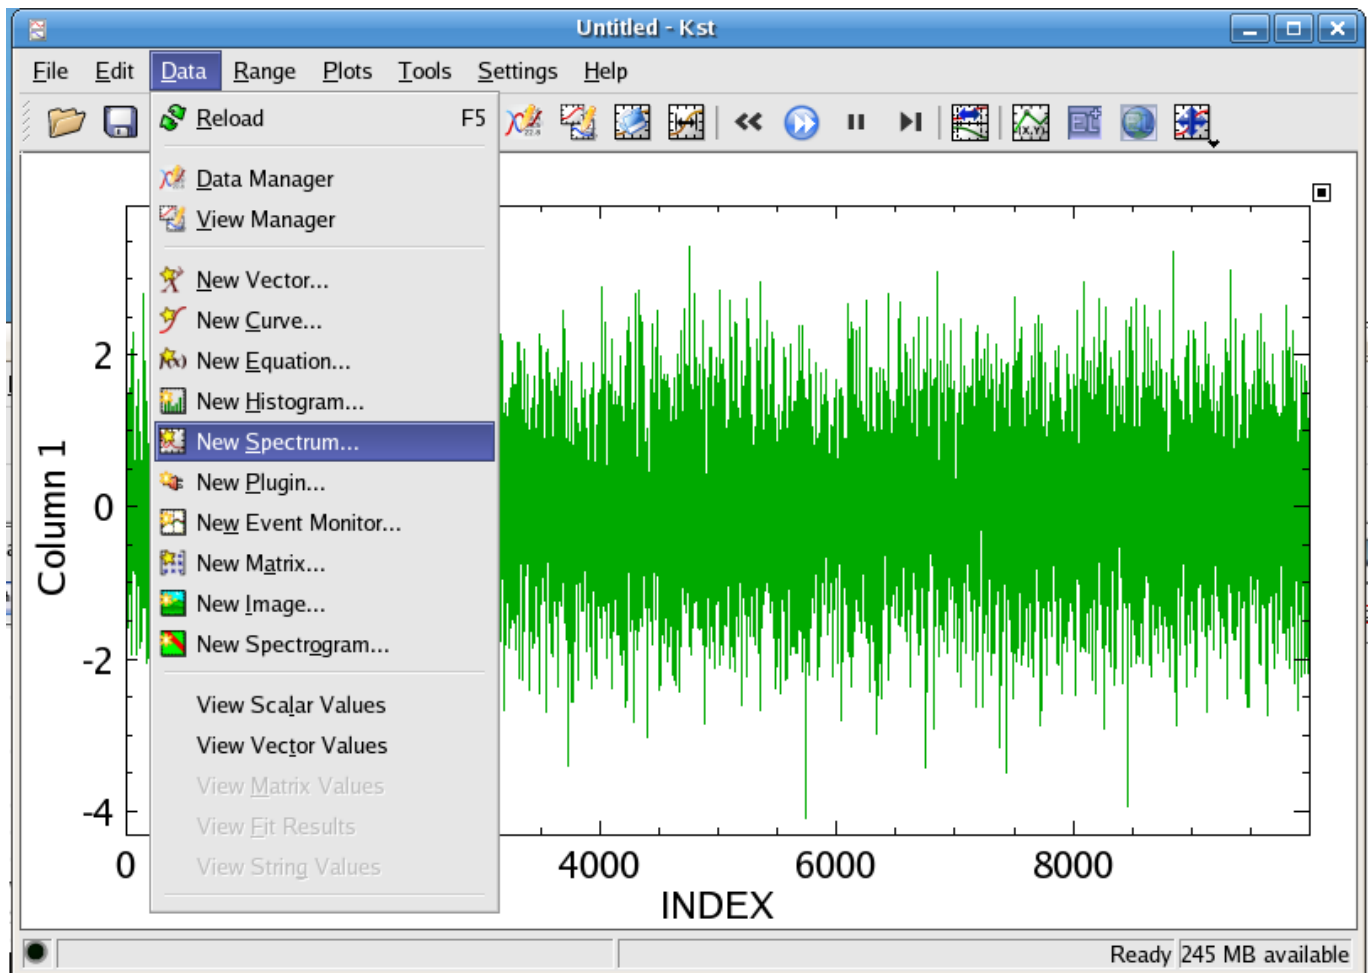 Untitled - Kst
File Edit Data Range Plots Tools Settings Help
Reload F5
Data Manager
View Manager
New Vector...
New Curve...
New Equation...
New Histogram...
New Spectrum...
New Plugin...
New Event Monitor...
New Matrix...
New Image...
New Spectrogram...
View Scalar Values
View Vector Values
View Matrix Values
View Fit Results
View String Values
Column 1
2
0
-2
-4
0 4000 6000 8000
INDEX
Ready 245 MB available